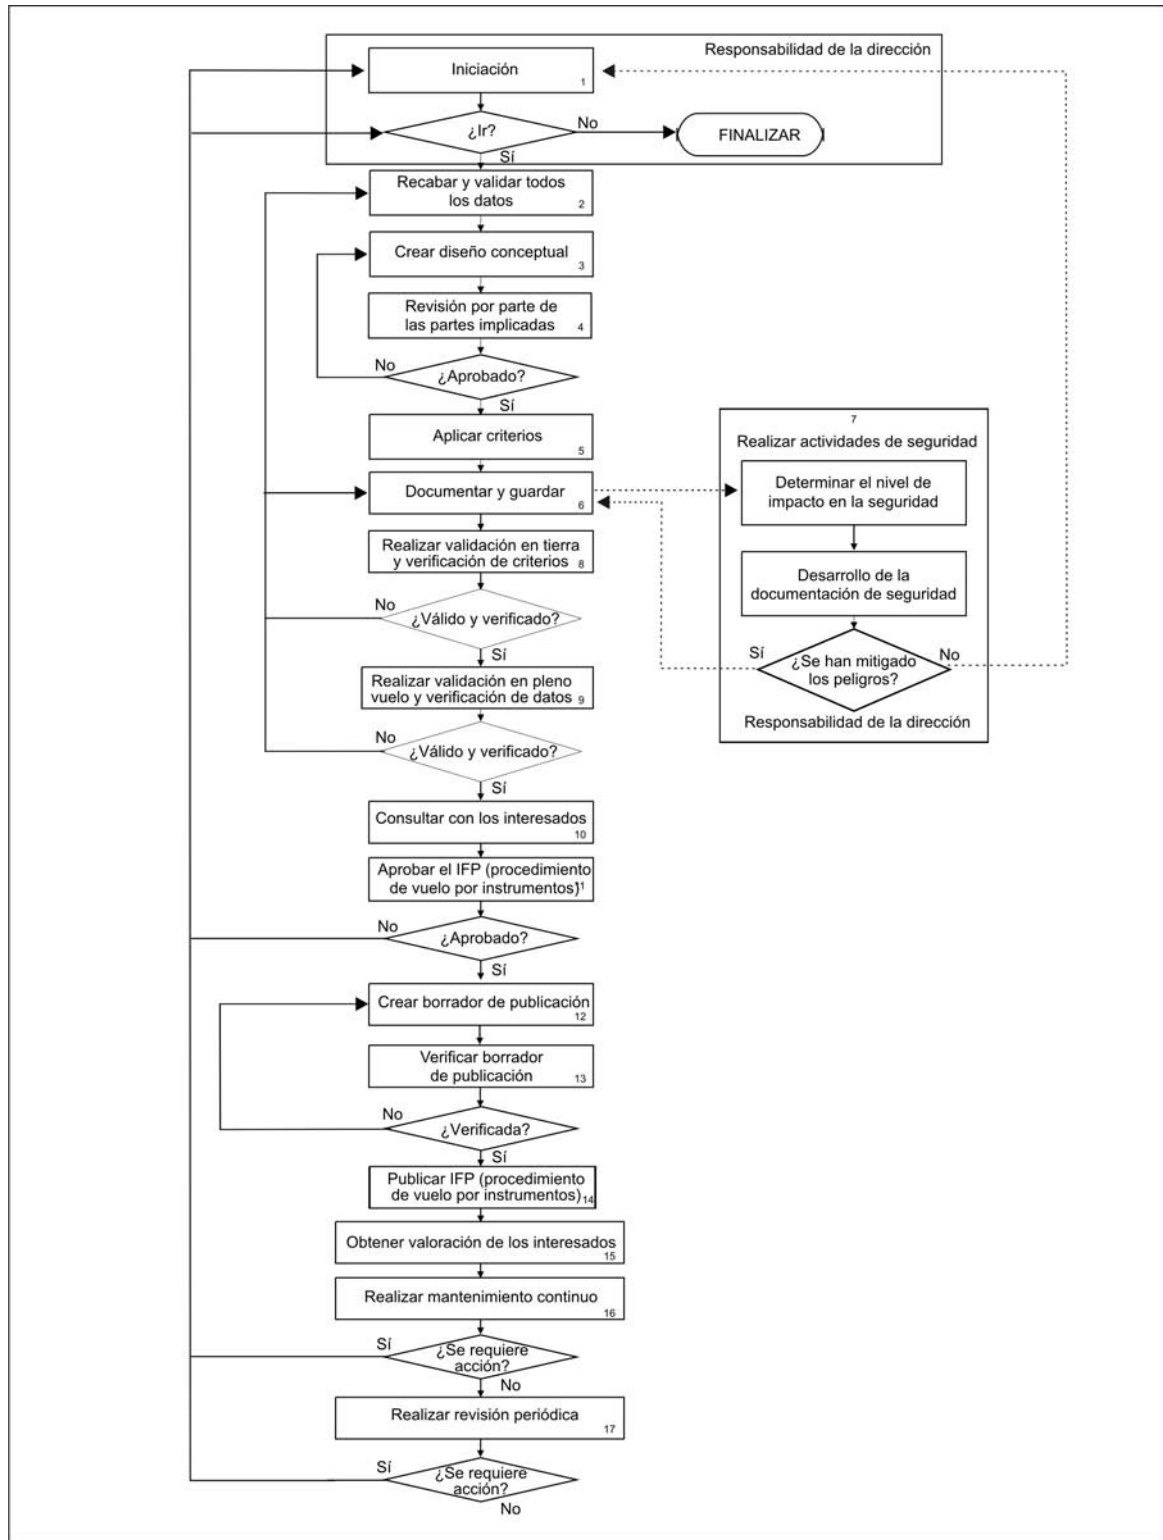 Responsabilidad de la dirección
Iniciación
1
¿Ir?
No
FINALIZAR
Sí
Recabar y validar todos
los datos
2
Crear diseño conceptual
3
Revisión por parte de
las partes implicadas
4
No
¿Aprobado?
Sí
Aplicar criterios
5
Documentar y guardar
6
7
Realizar actividades de seguridad
Determinar el nivel de
impacto en la seguridad
Desarrollo de la
documentación de seguridad
Sí
¿Se han mitigado
los peligros?
No
Responsabilidad de la dirección
Realizar validación en tierra
y verificación de criterios 8
No
¿Válido y verificado?
Sí
Realizar validación en pleno
vuelo y verificación de datos 9
No
¿Válido y verificado?
Sí
Consultar con los interesados
10
Aprobar el IFP (procedimiento
de vuelo por instrumentos) 11
No
¿Aprobado?
Sí
Crear borrador de publicación
12
Verificar borrador
de publicación
13
No
¿Verificada?
Sí
Publicar IFP (procedimiento
de vuelo por instrumentos) 14
Obtener valoración de los interesados
15
Realizar mantenimiento continuo
16
Sí
¿Se requiere
acción?
No
Realizar revisión periódica
17
Sí
¿Se requiere
acción?
No